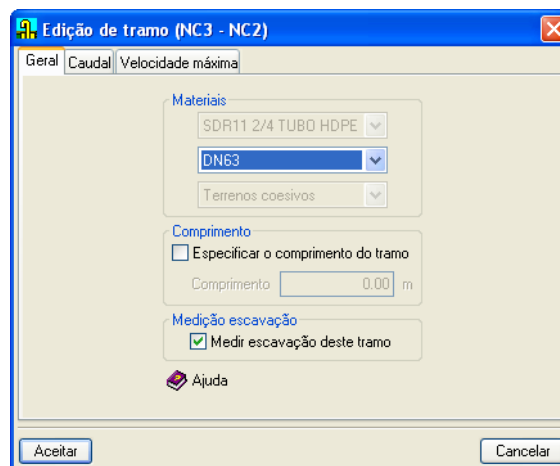 Edição de tramo (NC3 - NC2)
Geral Caudal Velocidade máxima
Materiais
SDR11 2/4 TUBO HDPE
DN63
Terrenos coesivos
Comprimento
Especificar o comprimento do tramo
Comprimento 0.00 m
Medição escavação
Medir escavação deste tramo
Ajuda
Aceitar Cancelar